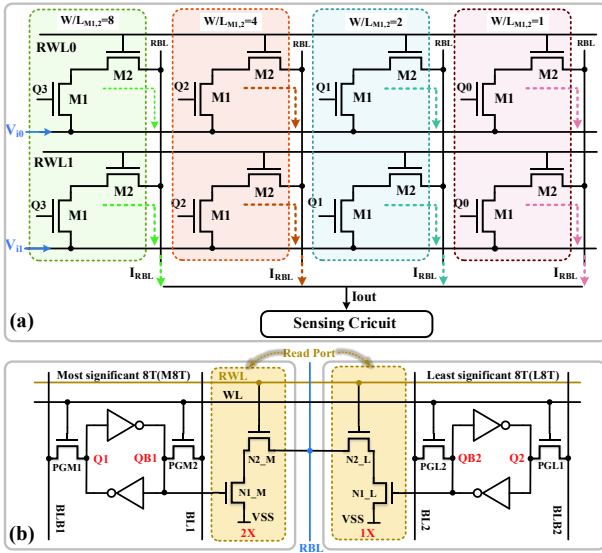 W/L_M1,2=8 W/L_M1,2=4 W/L_M1,2=2 W/L_M1,2=1
RWL0 RBL RBL RBL RBL
M2 M2 M2 M2
Q3 M1 Q2 M1 Q1 M1 Q0 M1
V_i0
RWL1
M2 M2 M2 M2
Q3 M1 Q2 M1 Q1 M1 Q0 M1
V_i1
I_RBL I_RBL I_RBL I_RBL
Iout
(a) Sensing Cricuit
Read Port
Most significant 8T(M8T) Least significant 8T(L8T)
RWL
WL
PGM1 Q1 QB1 PGM2 N2_M N2_L PGL2 QB2 Q2 PGL1
N1_M N1_L
BLB1 BL1 VSS VSS BL2 BLB2
(b) 2X RBL 1X